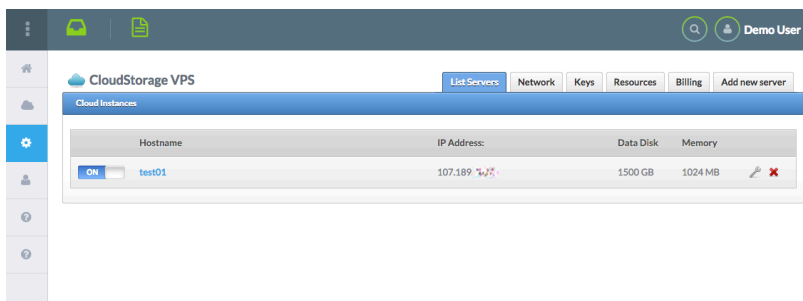 Demo User
CloudStorage VPS
List Servers Network Keys Resources Billing Add new server
Cloud Instances
Hostname IP Address: Data Disk Memory
ON test01 107.189. 1500 GB 1024 MB